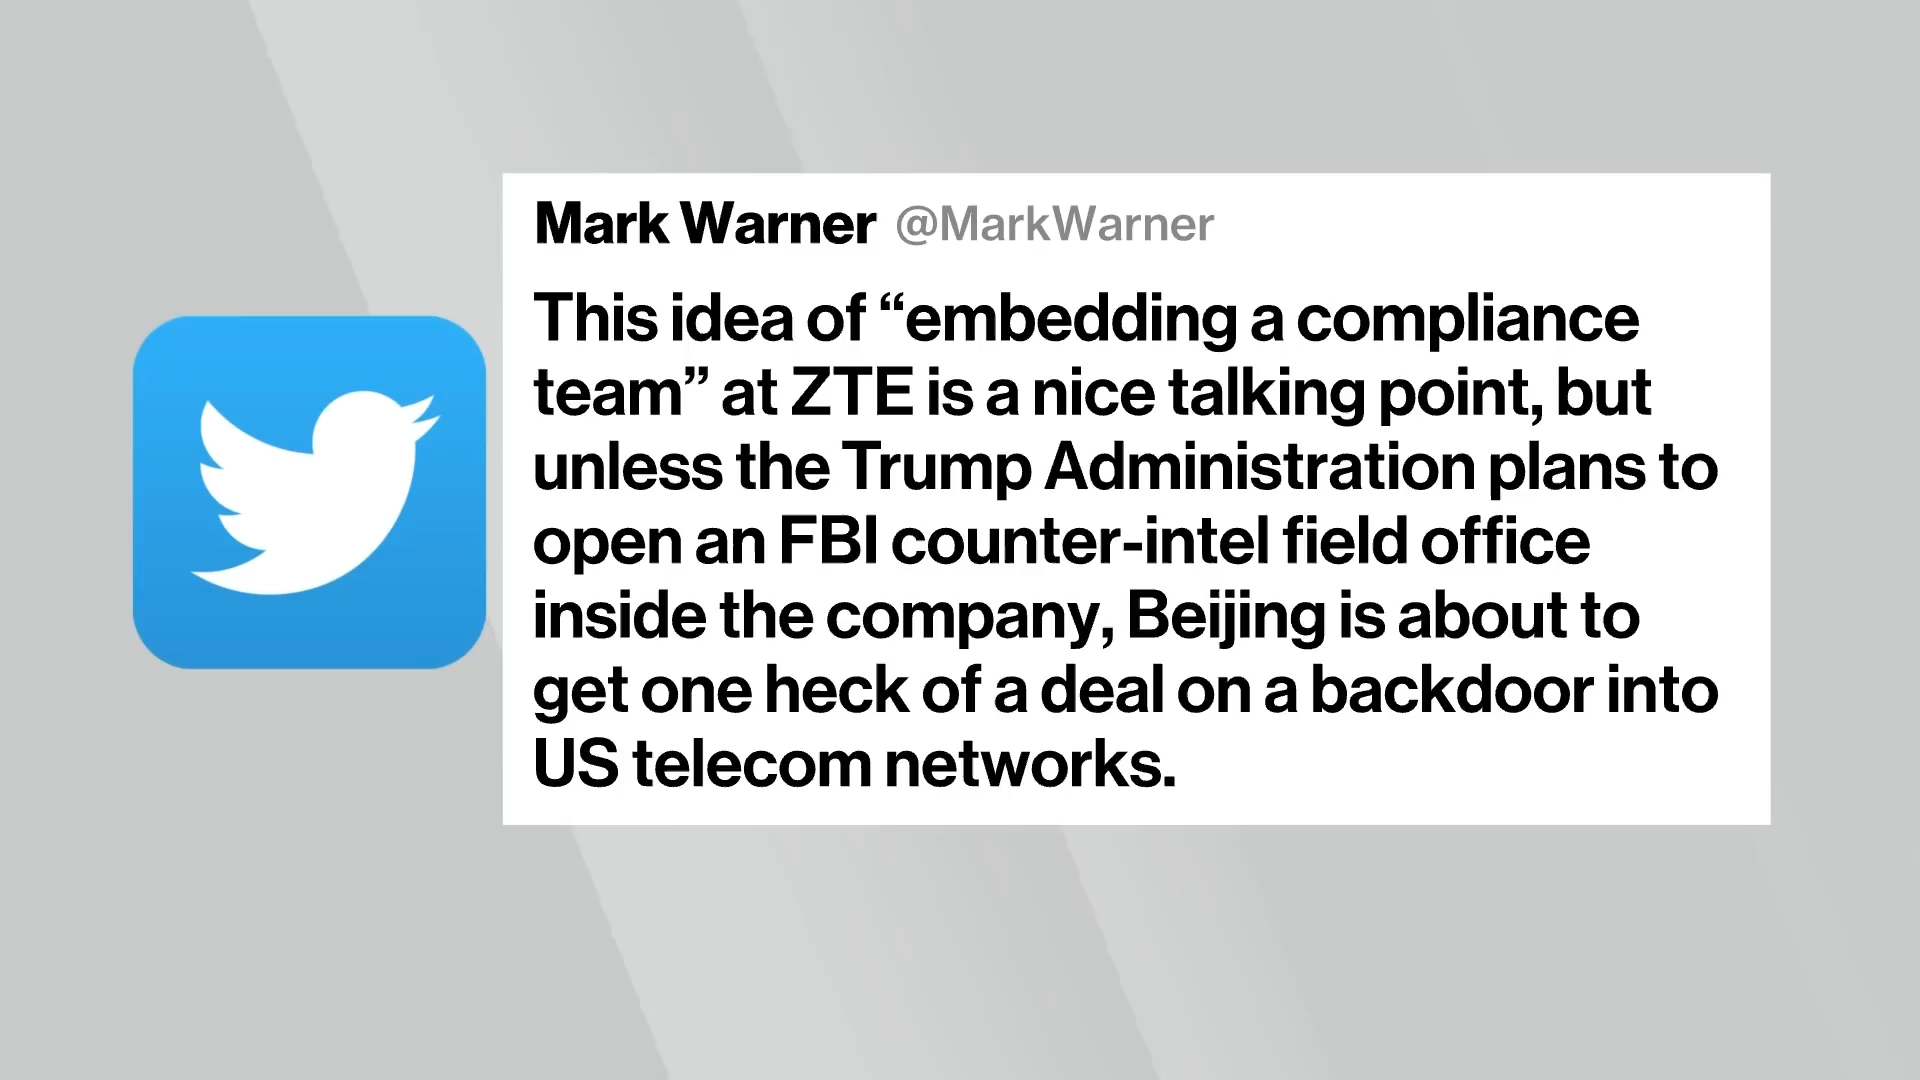 Mark Warner @MarkWarner
This idea of “embedding a compliance
team” at ZTE is a nice talking point, but
unless the Trump Administration plans to
open an FBI counter-intel field office
inside the company, Beijing is about to
get one heck of a deal on a backdoor into
US telecom networks.